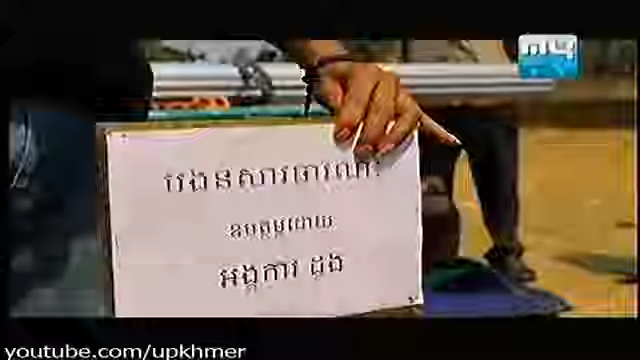 បង្គន់សាធារណៈ
ឧបត្ថម្ភដោយ
អង្គការ ដូង
youtube.com/upkhmer